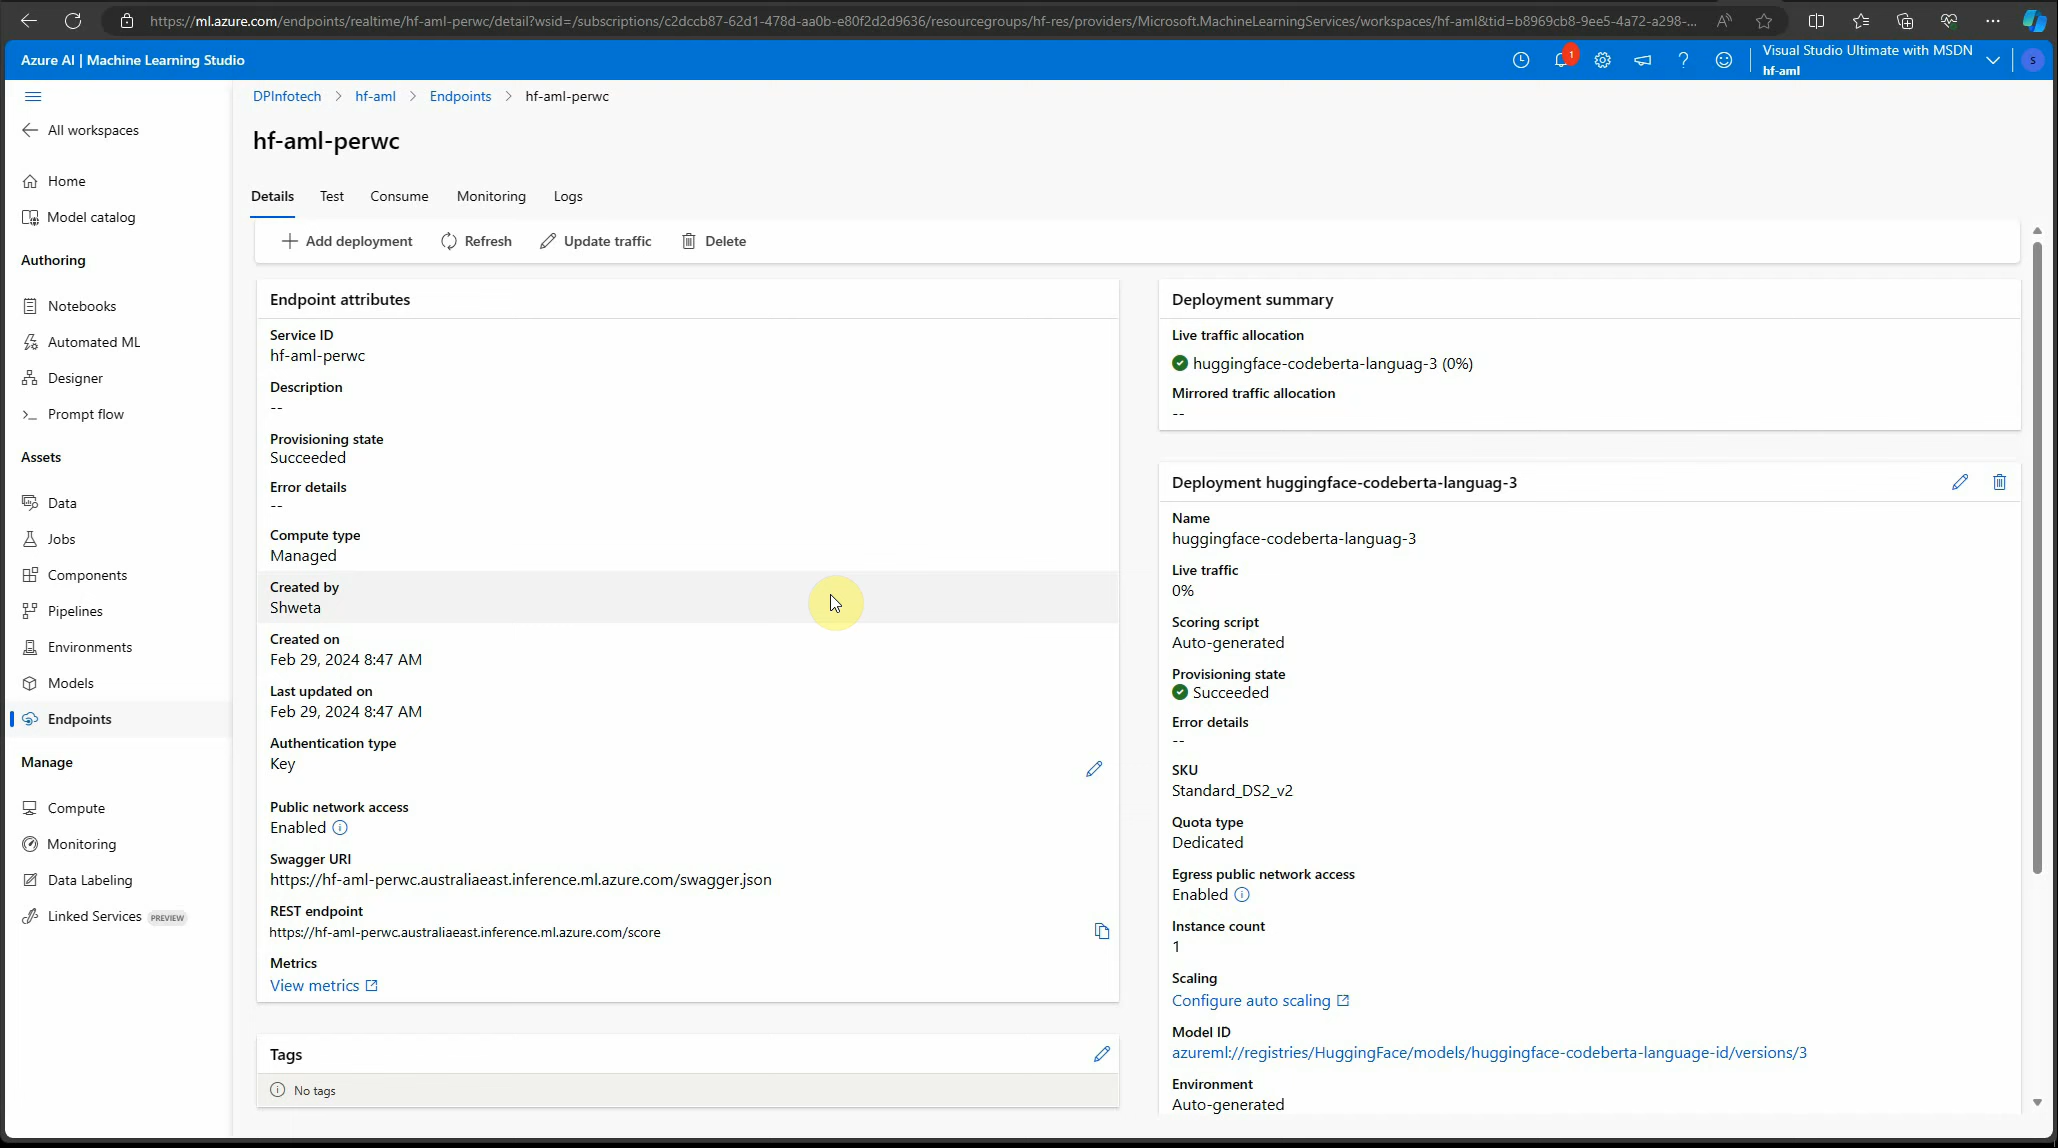 https://ml.azure.com/endpoints/realtime/hf-aml-perwc/detail?wsid=/subscriptions/c2dccb87-62d1-478d-aa0b-e80f2d2d9636/resourcegroups/hf-res/providers/Microsoft.MachineLearningServices/workspaces/hf-aml&tid=b8969cb8-9ee5-4a72-a298-...
Azure AI | Machine Learning Studio
1
Visual Studio Ultimate with MSDN
hf-aml
S
All workspaces
Home
Model catalog
Authoring
Notebooks
Automated ML
Designer
Prompt flow
Assets
Data
Jobs
Components
Pipelines
Environments
Models
Endpoints
Manage
Compute
Monitoring
Data Labeling
Linked Services PREVIEW
DPInfotech > hf-aml > Endpoints > hf-aml-perwc
hf-aml-perwc
Details Test Consume Monitoring Logs
Add deployment Refresh Update traffic Delete
Endpoint attributes
Service ID
hf-aml-perwc
Description
--
Provisioning state
Succeeded
Error details
--
Compute type
Managed
Created by
Shweta
Created on
Feb 29, 2024 8:47 AM
Last updated on
Feb 29, 2024 8:47 AM
Authentication type
Key
Public network access
Enabled
Swagger URI
https://hf-aml-perwc.australiaeast.inference.ml.azure.com/swagger.json
REST endpoint
https://hf-aml-perwc.australiaeast.inference.ml.azure.com/score
Metrics
View metrics
Tags
No tags
Deployment summary
Live traffic allocation
huggingface-codeberta-languag-3 (0%)
Mirrored traffic allocation
--
Deployment huggingface-codeberta-languag-3
Name
huggingface-codeberta-languag-3
Live traffic
0%
Scoring script
Auto-generated
Provisioning state
Succeeded
Error details
--
SKU
Standard_DS2_v2
Quota type
Dedicated
Egress public network access
Enabled
Instance count
1
Scaling
Configure auto scaling
Model ID
azureml://registries/HuggingFace/models/huggingface-codeberta-language-id/versions/3
Environment
Auto-generated